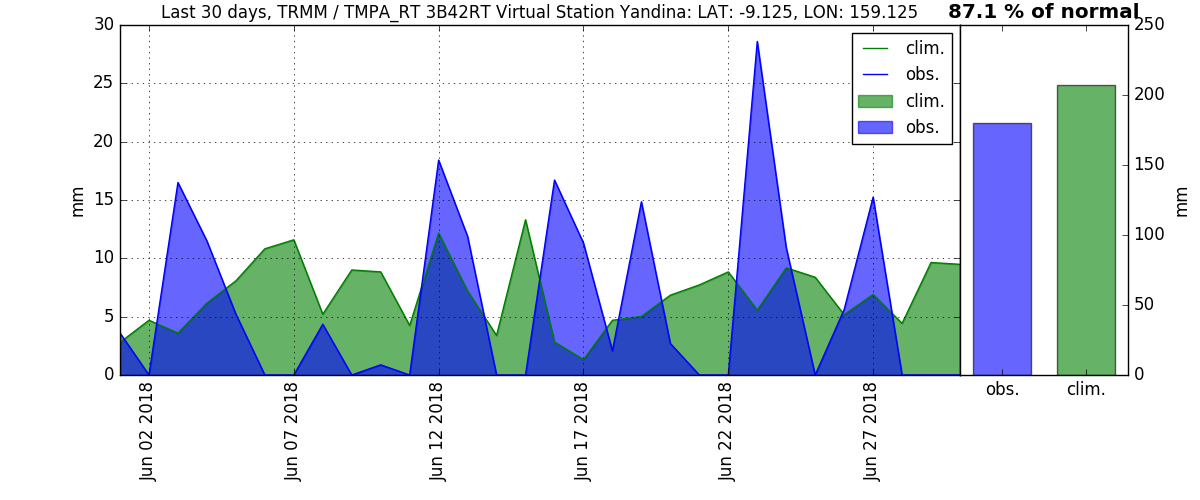 Last 30 days, TRMM / TMPA_RT 3B42RT Virtual Station Yandina: LAT: -9.125, LON: 159.125
87.1 % of normal
30
25
20
15
10
5
0
mm
clim.
obs.
clim.
obs.
Jun 02 2018
Jun 07 2018
Jun 12 2018
Jun 17 2018
Jun 22 2018
Jun 27 2018
250
200
150
100
50
0
mm
obs.
clim.